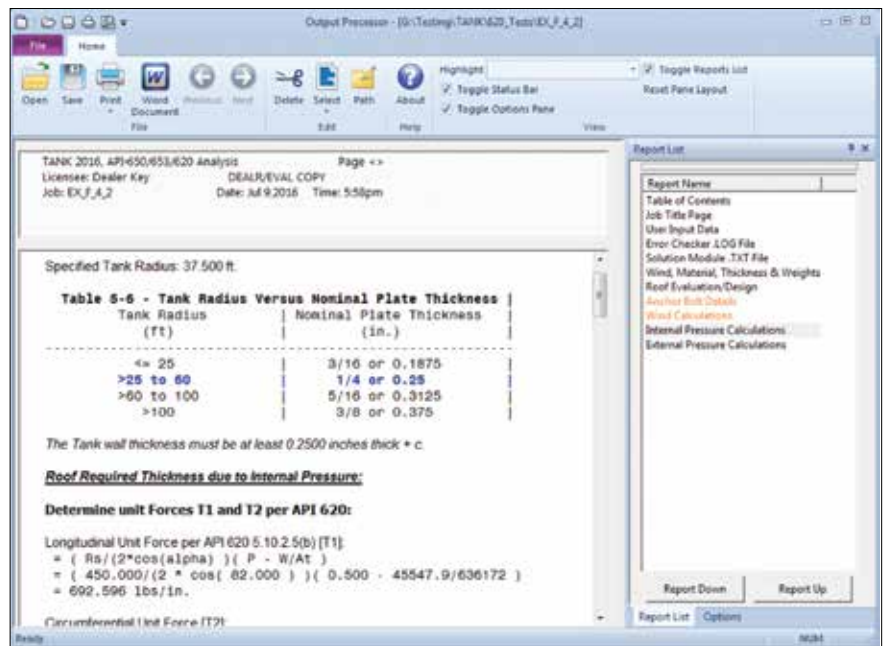 Output Processor - [G:\Testing\TANK\620_Tests\EX_F_4_2]
File Home
Open Save Print Word Document Previous Next
Delete Select Path
About
Highlight
Toggle Status Bar
Toggle Options Pane
Toggle Reports List
Reset Pane Layout
File Edit Help View
TANK 2016, API-650/653/620 Analysis Page <>
Licensee: Dealer Key DEALR/EVAL COPY
Job: EX_F_4_2 Date: Jul 9,2016 Time: 5:58pm
Specified Tank Radius: 37.500 ft.
Table 5-6 - Tank Radius Versus Nominal Plate Thickness |
Tank Radius | Nominal Plate Thickness |
(ft) | (in.) |
<= 25 | 3/16 or 0.1875 |
>25 to 60 | 1/4 or 0.25 |
>60 to 100 | 5/16 or 0.3125 |
>100 | 3/8 or 0.375 |
The Tank wall thickness must be at least 0.2500 inches thick + c.
Roof Required Thickness due to Internal Pressure:
Determine unit Forces T1 and T2 per API 620:
Longitudinal Unit Force per API 620 5.10.2.5(b) [T1]:
= ( Rs/(2*cos(alpha) )( P - W/At )
= ( 450.000/(2 * cos( 82.000 ) )( 0.500 - 45547.9/636172 )
= 692.596 lbs/in.
Circumferential Unit Force [T2]:
Report List
Report Name
Table of Contents
Job Title Page
User Input Data
Error Checker .LOG File
Solution Module .TXT File
Wind, Material, Thickness & Weights
Roof Evaluation/Design
Anchor Bolt Details
Wind Calculations
Internal Pressure Calculations
External Pressure Calculations
Report Down Report Up
Report List Options
Ready NUM